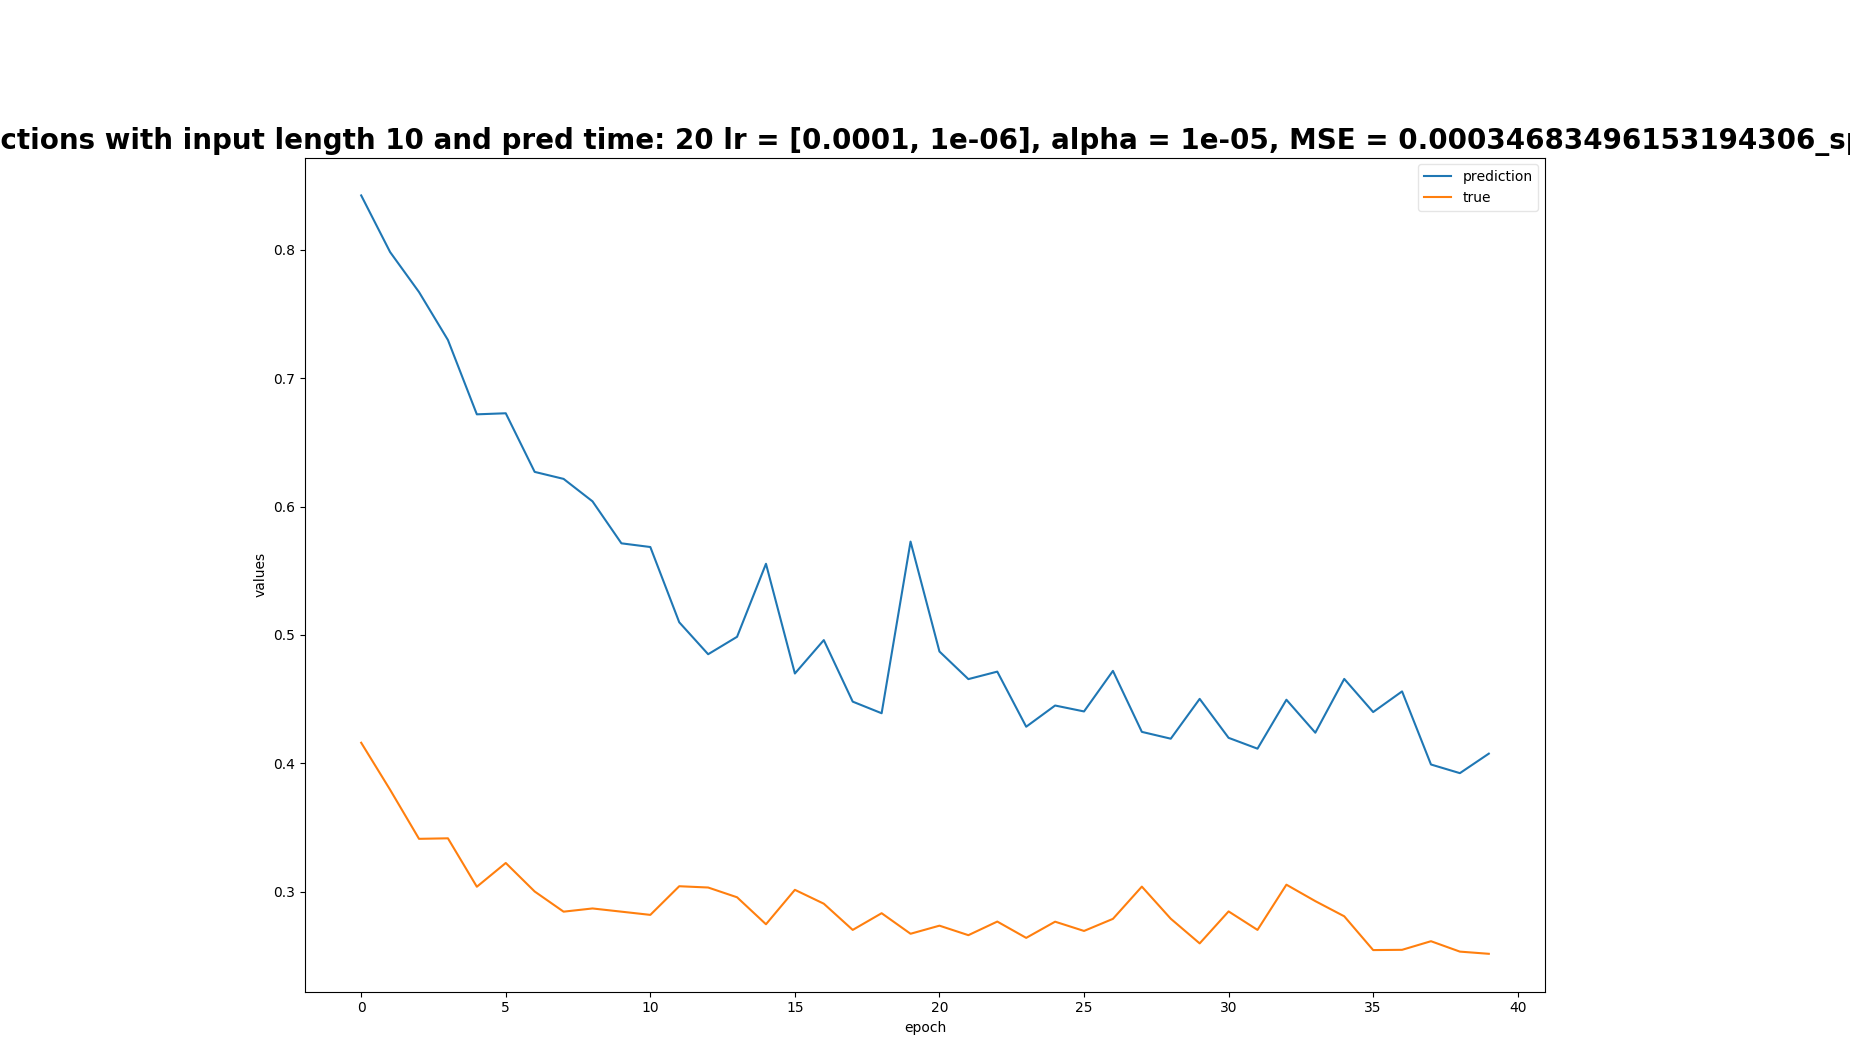 ctions with input length 10 and pred time: 20 lr = [0.0001, 1e-06], alpha = 1e-05, MSE = 0.00034683496153194306_sp
prediction
true
values
0.8
0.7
0.6
0.5
0.4
0.3
0 5 10 15 20 25 30 35 40
epoch